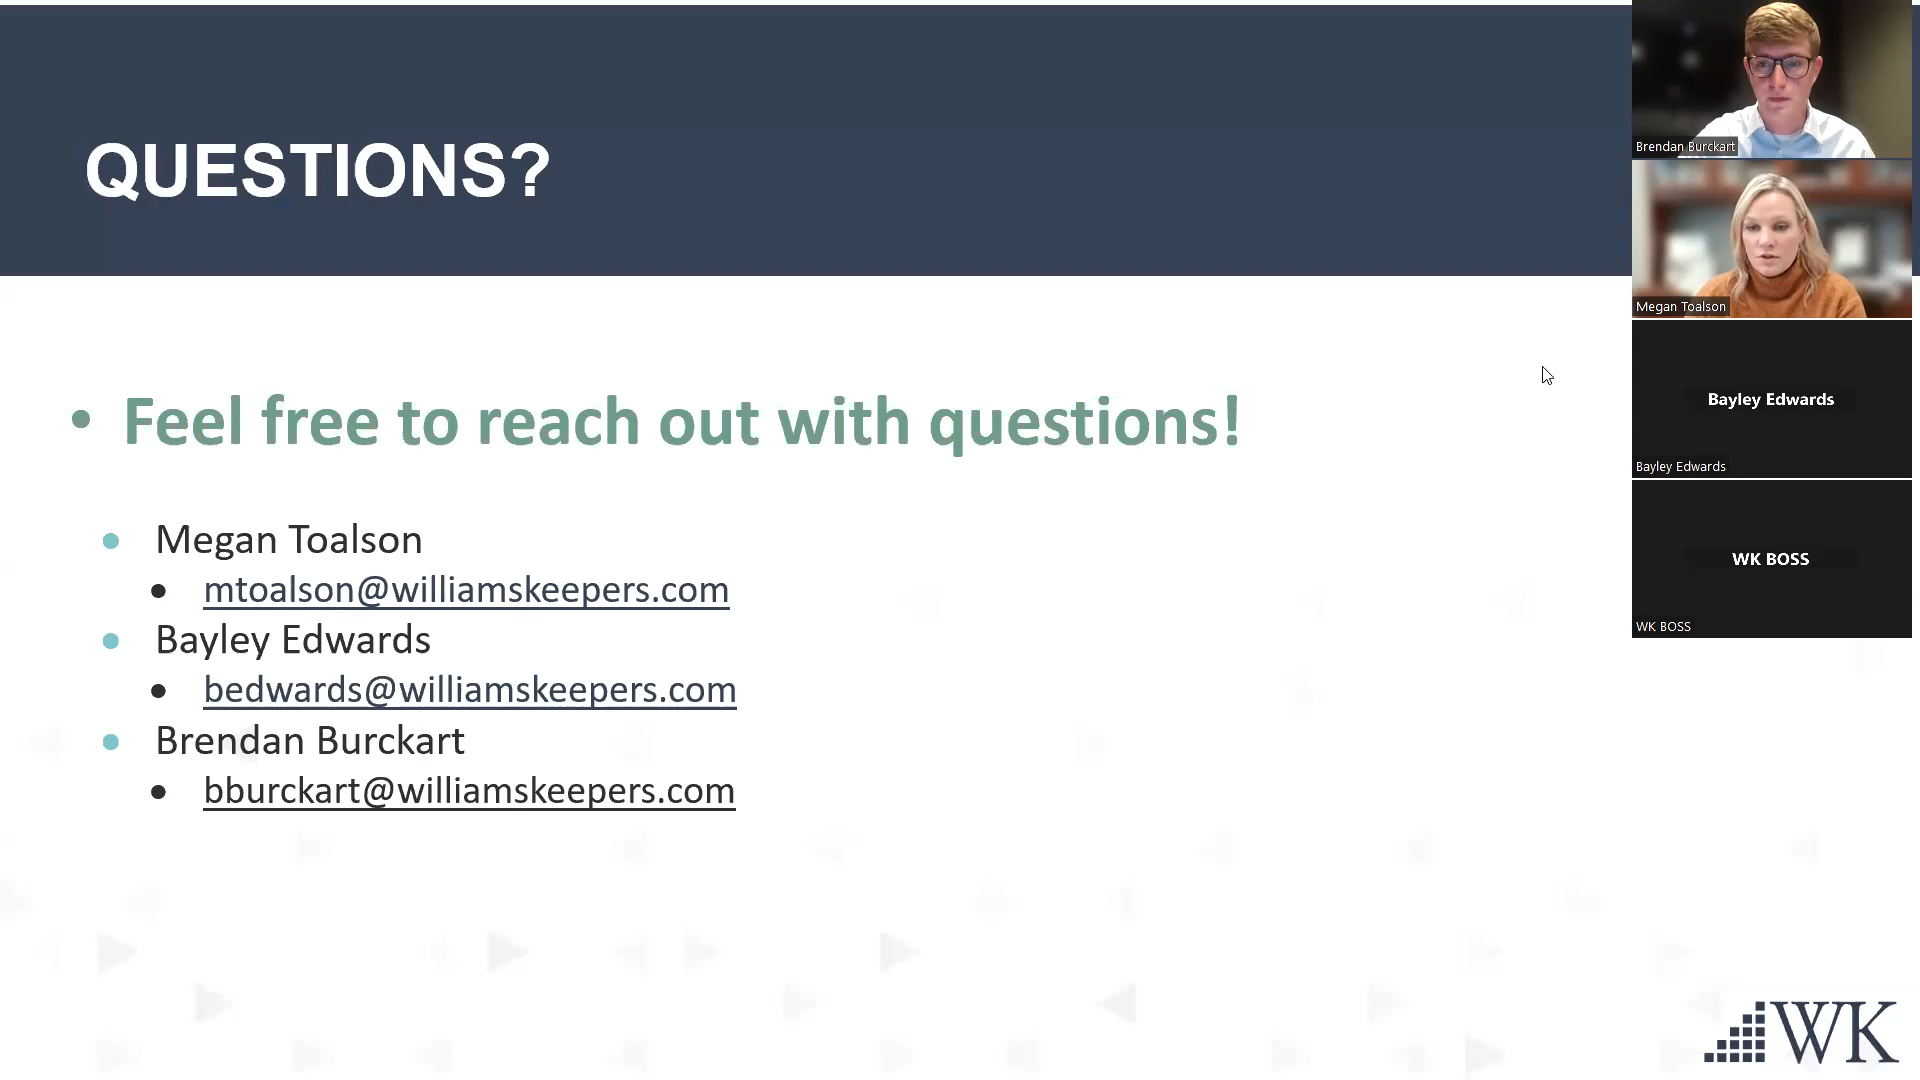 QUESTIONS?
• Feel free to reach out with questions!
• Megan Toalson
• mtoalson@williamskeepers.com
• Bayley Edwards
• bedwards@williamskeepers.com
• Brendan Burckart
• bburckart@williamskeepers.com
Brendan Burckart
Megan Toalson
Bayley Edwards
Bayley Edwards
WK BOSS
WK BOSS
WK